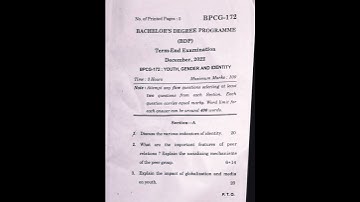 No. of Printed Pages : 2 BPCG-172
BACHELOR'S DEGREE PROGRAMME
(BDP)
Term-End Examination
December, 2022
BPCG-172 : YOUTH, GENDER AND IDENTITY
Time : 3 Hours Maximum Marks : 100
Note : Attempt any five questions selecting at least
two questions from each Section. Each
question carries equal marks. Word limit for
each answer can be around 400 words.
Section—A
1. Discuss the various indicators of identity. 20
2. What are the important features of peer
relations ? Explain the socialising mechanisms
of the peer group. 6+14
3. Explain the impact of globalization and media
on youth. 20
P. T. O.